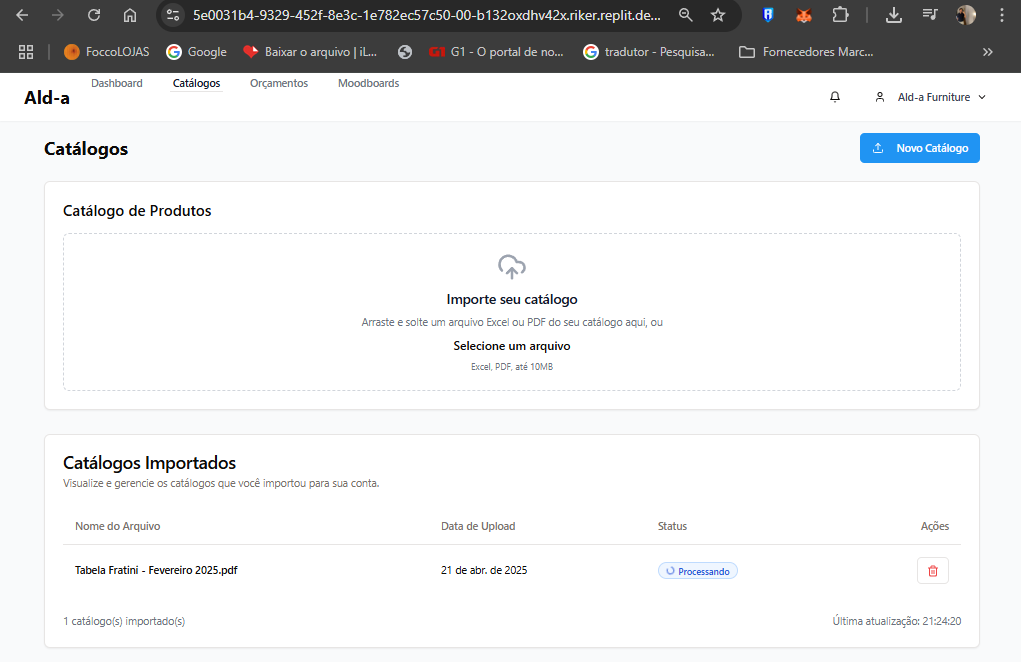 5e0031b4-9329-452f-8e3c-1e782ec57c50-00-b132oxdhv42x.riker.replit.de...
FoccoLOJAS Google Baixar o arquivo | iL... G1 G1 - O portal de no... tradutor - Pesquisa... Fornecedores Marc... »
Ald-a Dashboard Catálogos Orçamentos Moodboards Ald-a Furniture
Catálogos Novo Catálogo
Catálogo de Produtos
Importe seu catálogo
Arraste e solte um arquivo Excel ou PDF do seu catálogo aqui, ou
Selecione um arquivo
Excel, PDF, até 10MB
Catálogos Importados
Visualize e gerencie os catálogos que você importou para sua conta.
Nome do Arquivo Data de Upload Status Ações
Tabela Fratini - Fevereiro 2025.pdf 21 de abr. de 2025 Processando
1 catálogo(s) importado(s) Última atualização: 21:24:20